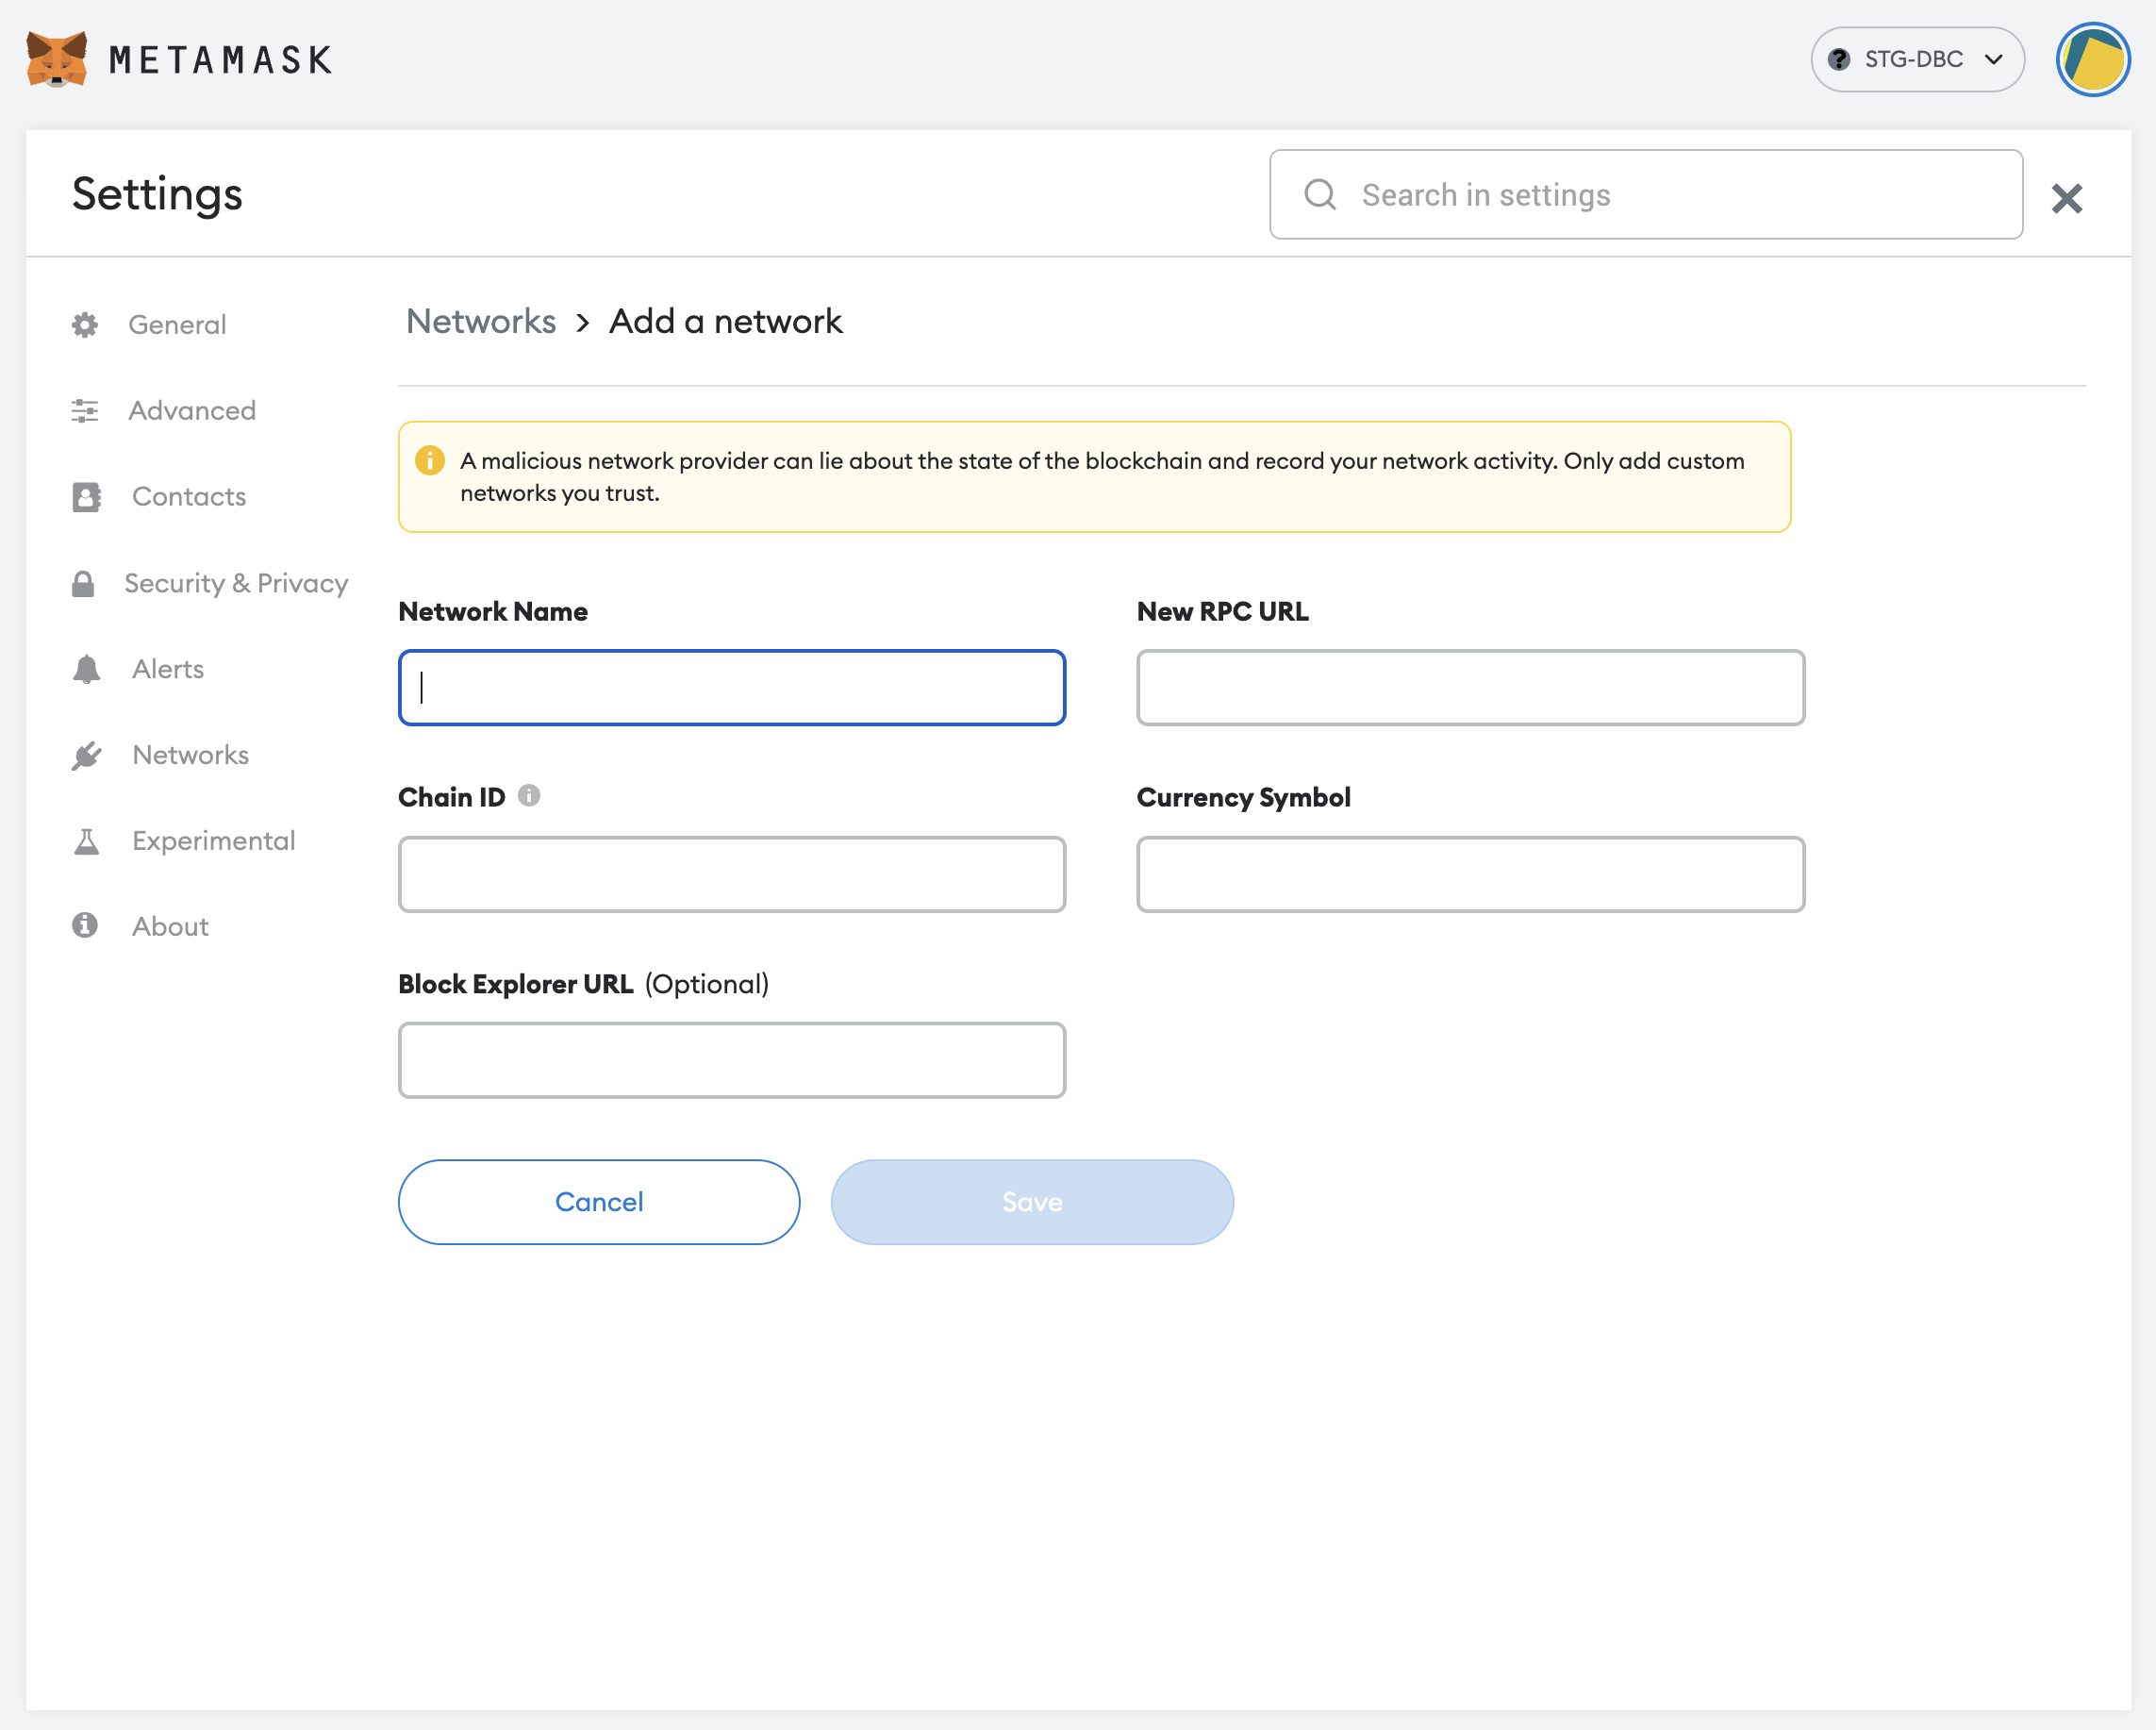 METAMASK
STG-DBC
Settings
Search in settings
General
Advanced
Contacts
Security & Privacy
Alerts
Networks
Experimental
About
Networks > Add a network
A malicious network provider can lie about the state of the blockchain and record your network activity. Only add custom
networks you trust.
Network Name
New RPC URL
Chain ID
Currency Symbol
Block Explorer URL (Optional)
Cancel
Save